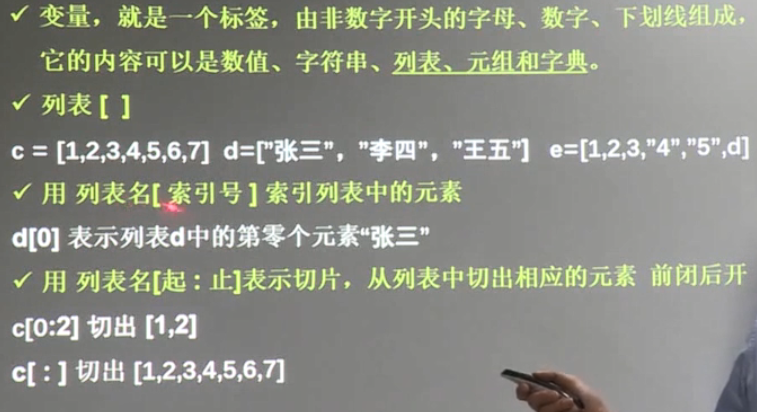 ✓ 变量，就是一个标签，由非数字开头的字母、数字、下划线组成，
它的内容可以是数值、字符串、列表、元组和字典。
✓ 列表 [ ]
c = [1,2,3,4,5,6,7] d=["张三"，"李四"，"王五"] e=[1,2,3,"4","5",d]
✓ 用 列表名[ 索引号 ] 索引列表中的元素
d[0] 表示列表d中的第零个元素“张三”
✓ 用 列表名[起 : 止]表示切片，从列表中切出相应的元素 前闭后开
c[0:2] 切出 [1,2]
c[ : ] 切出 [1,2,3,4,5,6,7]